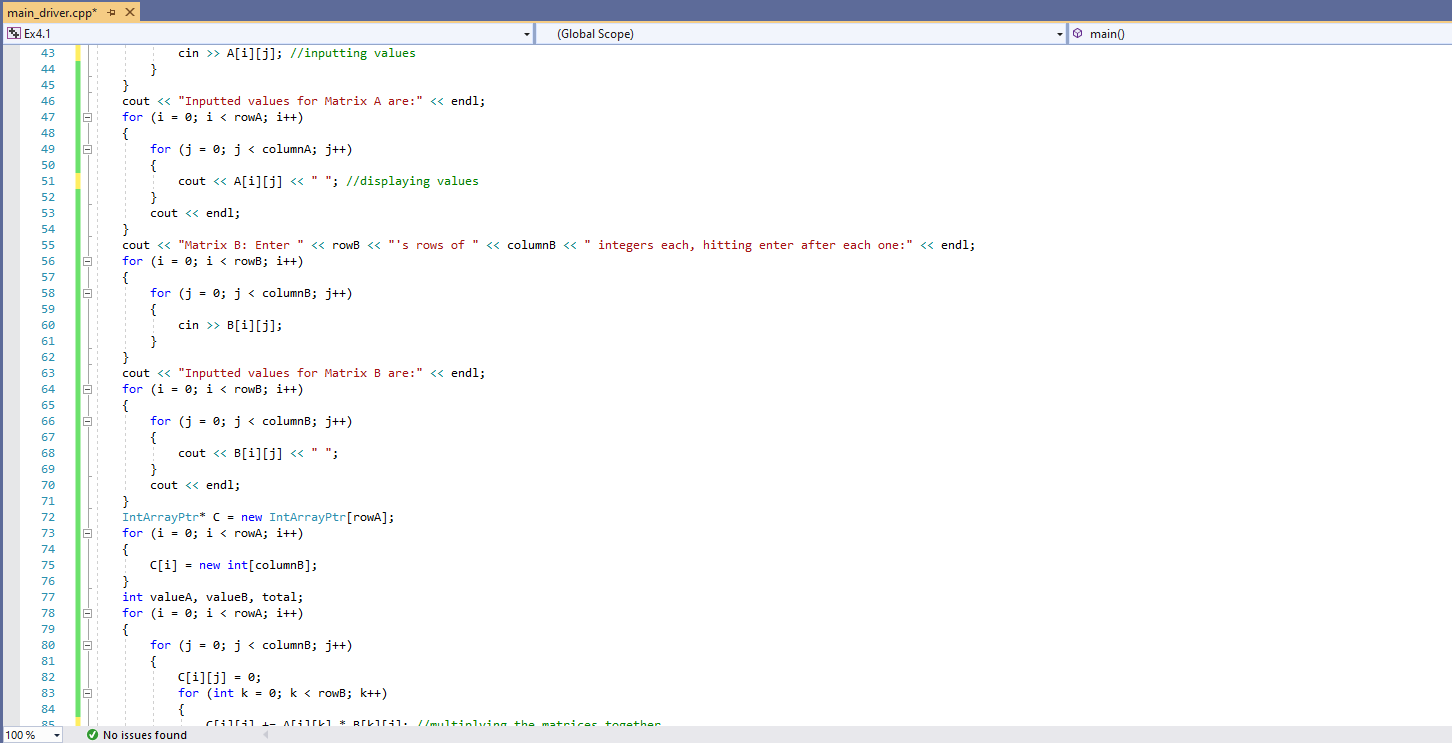 main_driver.cpp*
Ex4.1 (Global Scope) main()
43 cin >> A[i][j]; //inputting values
44 }
45 }
46 cout << "Inputted values for Matrix A are:" << endl;
47 for (i = 0; i < rowA; i++)
48 {
49 for (j = 0; j < columnA; j++)
50 {
51 cout << A[i][j] << " "; //displaying values
52 }
53 cout << endl;
54 }
55 cout << "Matrix B: Enter " << rowB << "'s rows of " << columnB << " integers each, hitting enter after each one:" << endl;
56 for (i = 0; i < rowB; i++)
57 {
58 for (j = 0; j < columnB; j++)
59 {
60 cin >> B[i][j];
61 }
62 }
63 cout << "Inputted values for Matrix B are:" << endl;
64 for (i = 0; i < rowB; i++)
65 {
66 for (j = 0; j < columnB; j++)
67 {
68 cout << B[i][j] << " ";
69 }
70 cout << endl;
71 }
72 IntArrayPtr* C = new IntArrayPtr[rowA];
73 for (i = 0; i < rowA; i++)
74 {
75 C[i] = new int[columnB];
76 }
77 int valueA, valueB, total;
78 for (i = 0; i < rowA; i++)
79 {
80 for (j = 0; j < columnB; j++)
81 {
82 C[i][j] = 0;
83 for (int k = 0; k < rowB; k++)
84 {
85 C[i][j] += A[i][k] * B[k][j]; //multiplying the matrices together
100 % No issues found